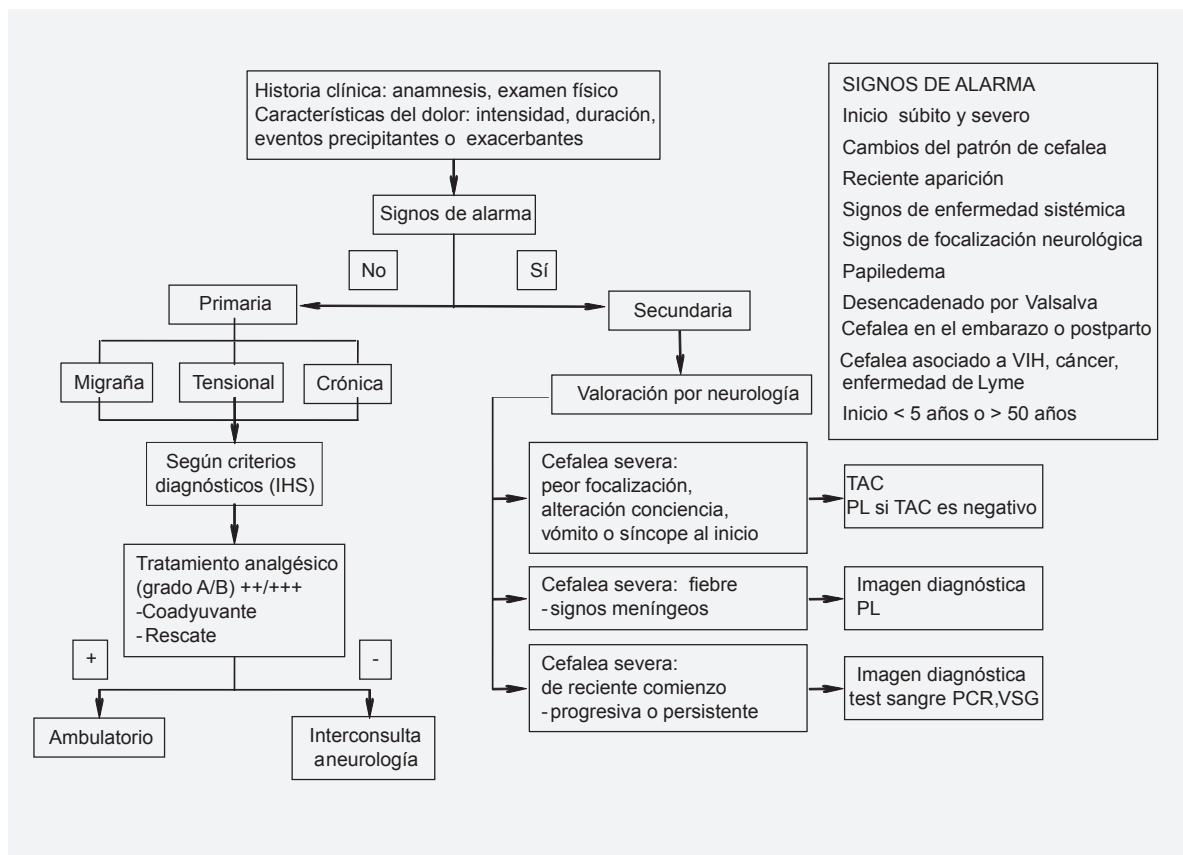 Historia clínica: anamnesis, examen físico
Características del dolor: intensidad, duración,
eventos precipitantes o exacerbantes
Signos de alarma
No
Sí
Primaria
Secundaria
Migraña
Tensional
Crónica
Valoración por neurología
Según criterios
diagnósticos (IHS)
Tratamiento analgésico
(grado A/B) ++/+++
-Coadyuvante
-Rescate
+
-
Ambulatorio
Interconsulta
aneurología
Cefalea severa:
peor focalización,
alteración conciencia,
vómito o síncope al inicio
TAC
PL si TAC es negativo
Cefalea severa: fiebre
-signos meníngeos
Imagen diagnóstica
PL
Cefalea severa:
de reciente comienzo
-progresiva o persistente
Imagen diagnóstica
test sangre PCR,VSG
SIGNOS DE ALARMA
Inicio súbito y severo
Cambios del patrón de cefalea
Reciente aparición
Signos de enfermedad sistémica
Signos de focalización neurológica
Papiledema
Desencadenado por Valsalva
Cefalea en el embarazo o postparto
Cefalea asociado a VIH, cáncer,
enfermedad de Lyme
Inicio < 5 años o > 50 años